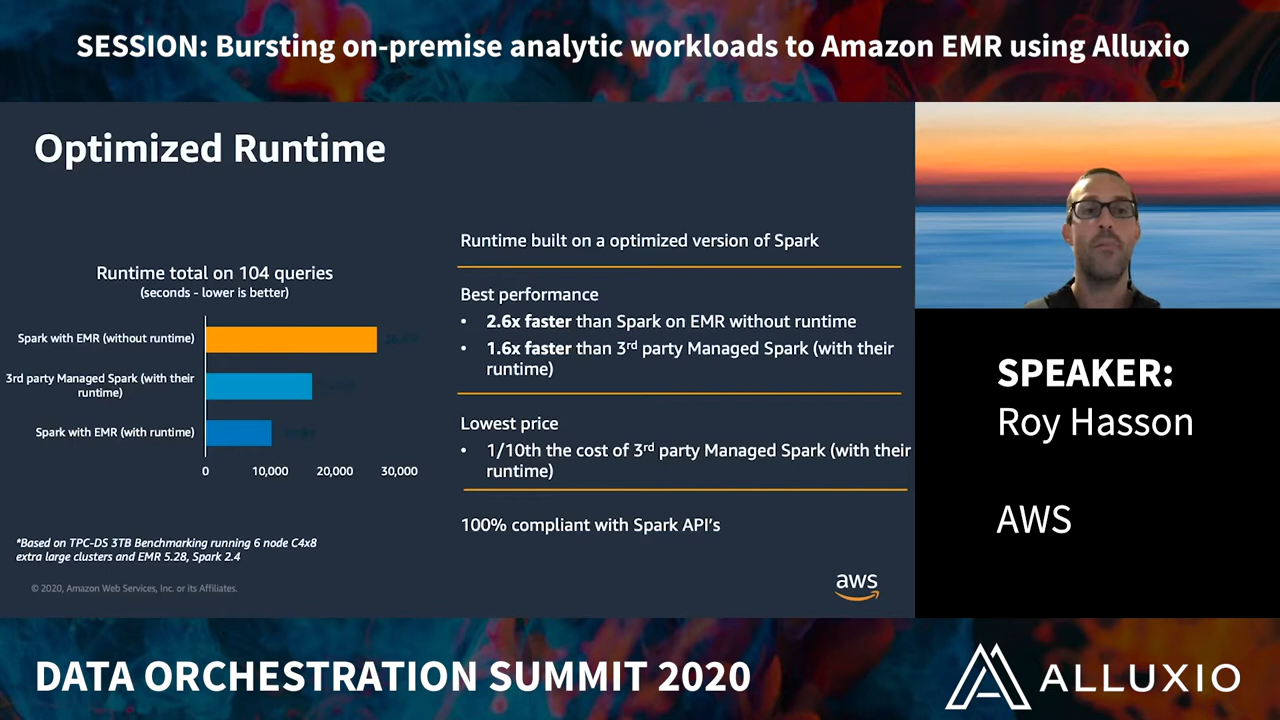 SESSION: Bursting on-premise analytic workloads to Amazon EMR using Alluxio
Optimized Runtime
Runtime total on 104 queries
(seconds - lower is better)
Spark with EMR (without runtime)
3rd party Managed Spark (with their
runtime)
Spark with EMR (with runtime)
0 10,000 20,000 30,000
*Based on TPC-DS 3TB Benchmarking running 6 node C4x8
extra large clusters and EMR 5.28, Spark 2.4
© 2020, Amazon Web Services, Inc. or its Affiliates.
Runtime built on a optimized version of Spark
Best performance
• 2.6x faster than Spark on EMR without runtime
• 1.6x faster than 3rd party Managed Spark (with their
runtime)
Lowest price
• 1/10th the cost of 3rd party Managed Spark (with their
runtime)
100% compliant with Spark API's
aws
SPEAKER:
Roy Hasson
AWS
DATA ORCHESTRATION SUMMIT 2020
ALLUXIO